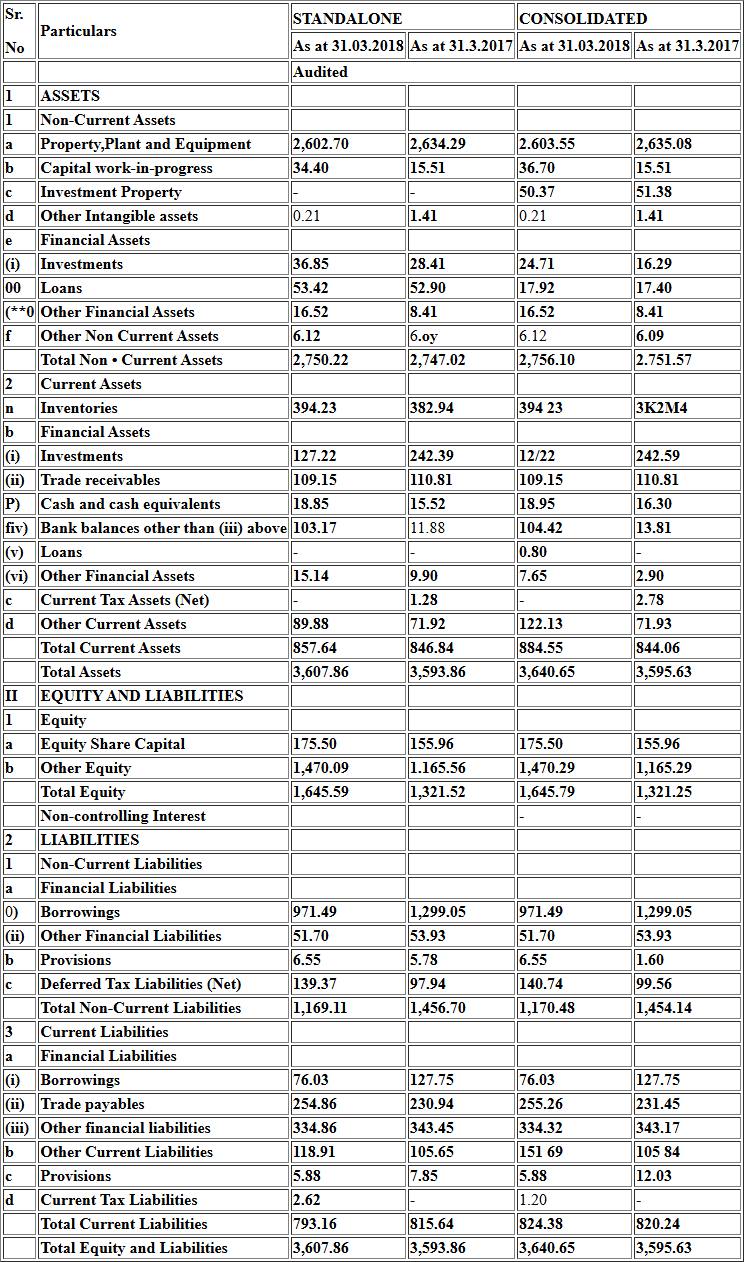 Sr. No Particulars STANDALONE CONSOLIDATED
As at 31.03.2018 As at 31.3.2017 As at 31.03.2018 As at 31.3.2017
Audited
1 ASSETS
1 Non-Current Assets
a Property,Plant and Equipment 2,602.70 2,634.29 2.603.55 2,635.08
b Capital work-in-progress 34.40 15.51 36.70 15.51
c Investment Property - - 50.37 51.38
d Other Intangible assets 0.21 1.41 0.21 1.41
e Financial Assets
(i) Investments 36.85 28.41 24.71 16.29
00 Loans 53.42 52.90 17.92 17.40
(**0 Other Financial Assets 16.52 8.41 16.52 8.41
f Other Non Current Assets 6.12 6.oy 6.12 6.09
Total Non • Current Assets 2,750.22 2,747.02 2,756.10 2.751.57
2 Current Assets
n Inventories 394.23 382.94 394 23 3K2M4
b Financial Assets
(i) Investments 127.22 242.39 12/22 242.59
(ii) Trade receivables 109.15 110.81 109.15 110.81
P) Cash and cash equivalents 18.85 15.52 18.95 16.30
fiv) Bank balances other than (iii) above 103.17 11.88 104.42 13.81
(v) Loans - - 0.80 -
(vi) Other Financial Assets 15.14 9.90 7.65 2.90
c Current Tax Assets (Net) - 1.28 - 2.78
d Other Current Assets 89.88 71.92 122.13 71.93
Total Current Assets 857.64 846.84 884.55 844.06
Total Assets 3,607.86 3,593.86 3,640.65 3,595.63
II EQUITY AND LIABILITIES
1 Equity
a Equity Share Capital 175.50 155.96 175.50 155.96
b Other Equity 1,470.09 1.165.56 1,470.29 1,165.29
Total Equity 1,645.59 1,321.52 1,645.79 1,321.25
Non-controlling Interest - -
2 LIABILITIES
1 Non-Current Liabilities
a Financial Liabilities
0) Borrowings 971.49 1,299.05 971.49 1,299.05
(ii) Other Financial Liabilities 51.70 53.93 51.70 53.93
b Provisions 6.55 5.78 6.55 1.60
c Deferred Tax Liabilities (Net) 139.37 97.94 140.74 99.56
Total Non-Current Liabilities 1,169.11 1,456.70 1,170.48 1,454.14
3 Current Liabilities
a Financial Liabilities
(i) Borrowings 76.03 127.75 76.03 127.75
(ii) Trade payables 254.86 230.94 255.26 231.45
(iii) Other financial liabilities 334.86 343.45 334.32 343.17
b Other Current Liabilities 118.91 105.65 151 69 105 84
c Provisions 5.88 7.85 5.88 12.03
d Current Tax Liabilities 2.62 - 1.20 -
Total Current Liabilities 793.16 815.64 824.38 820.24
Total Equity and Liabilities 3,607.86 3,593.86 3,640.65 3,595.63